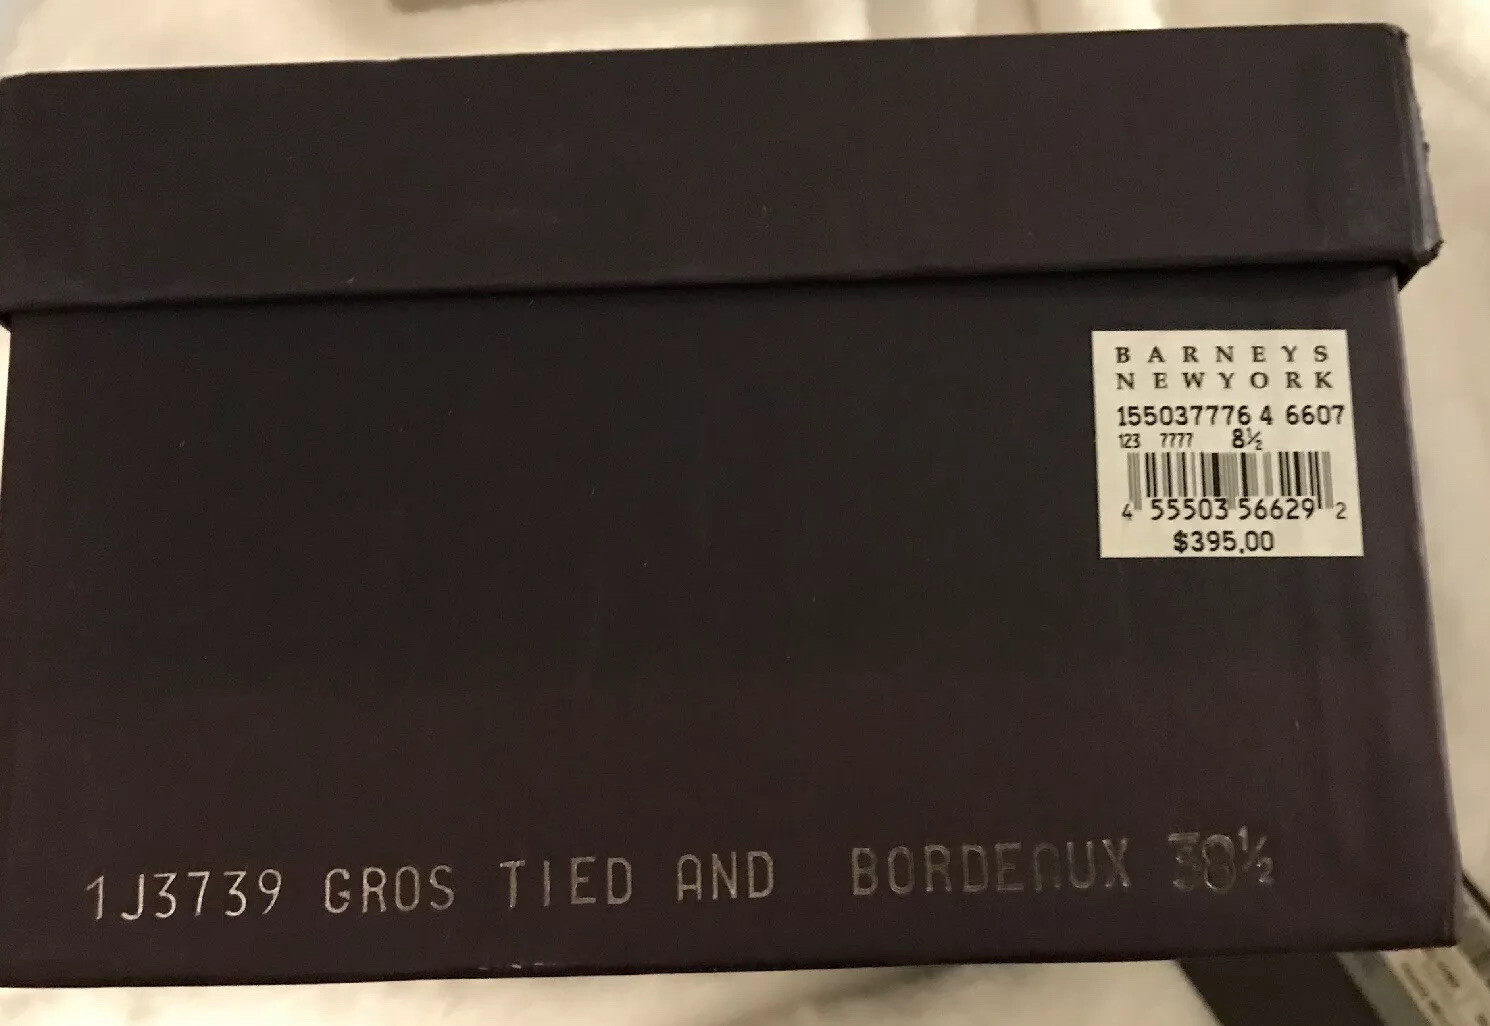 BARNEYS
NEWYORK
155037776 4 6607
123 7777 8½
4 55503 56629 2
$395.00
1J3739 GROS TIED AND BORDEAUX 38½